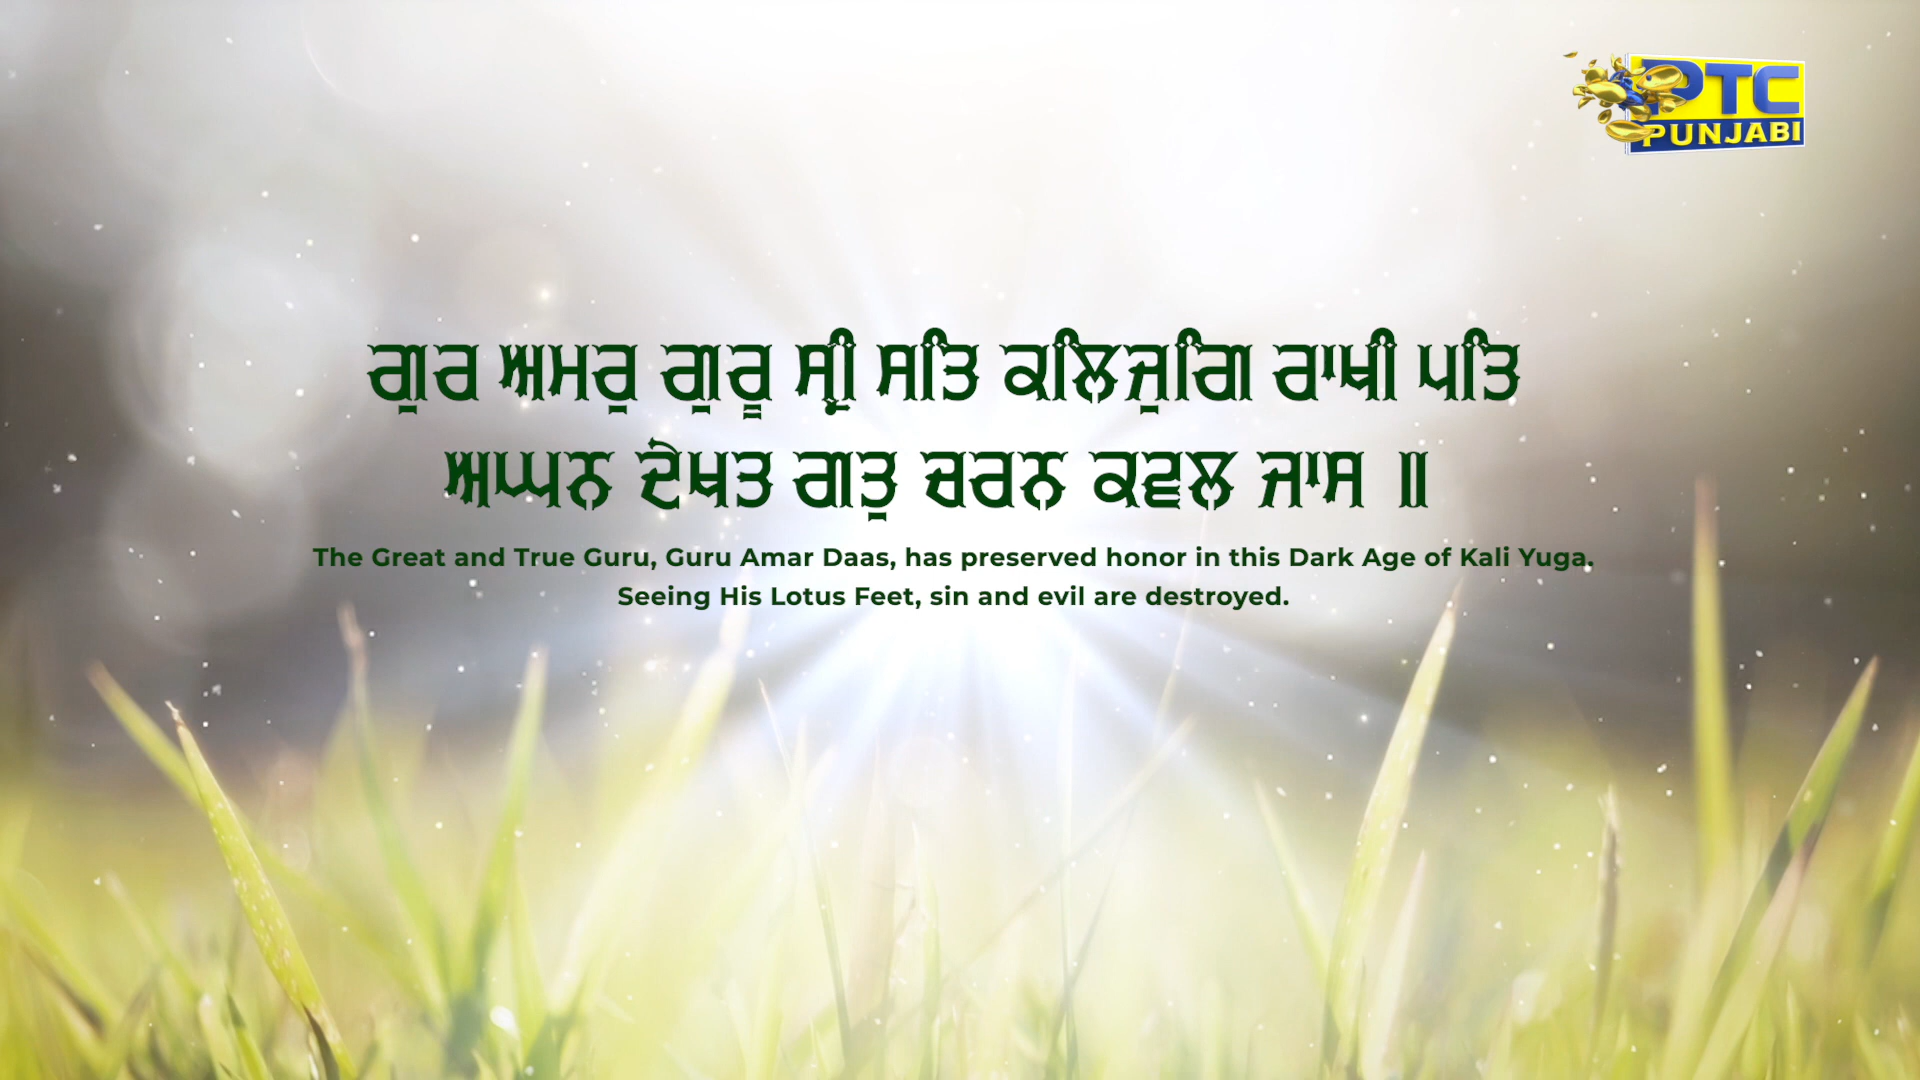 PTC
PUNJABI
ਗੁਰ ਅਮਰੁ ਗੁਰੂ ਸ੍ਰੀ ਸਤਿ ਕਲਿਜੁਗਿ ਰਾਖੀ ਪਤਿ
ਅਘਨ ਦੇਖਤ ਗਤੁ ਚਰਨ ਕਵਲ ਜਾਸ ॥
The Great and True Guru, Guru Amar Daas, has preserved honor in this Dark Age of Kali Yuga.
Seeing His Lotus Feet, sin and evil are destroyed.